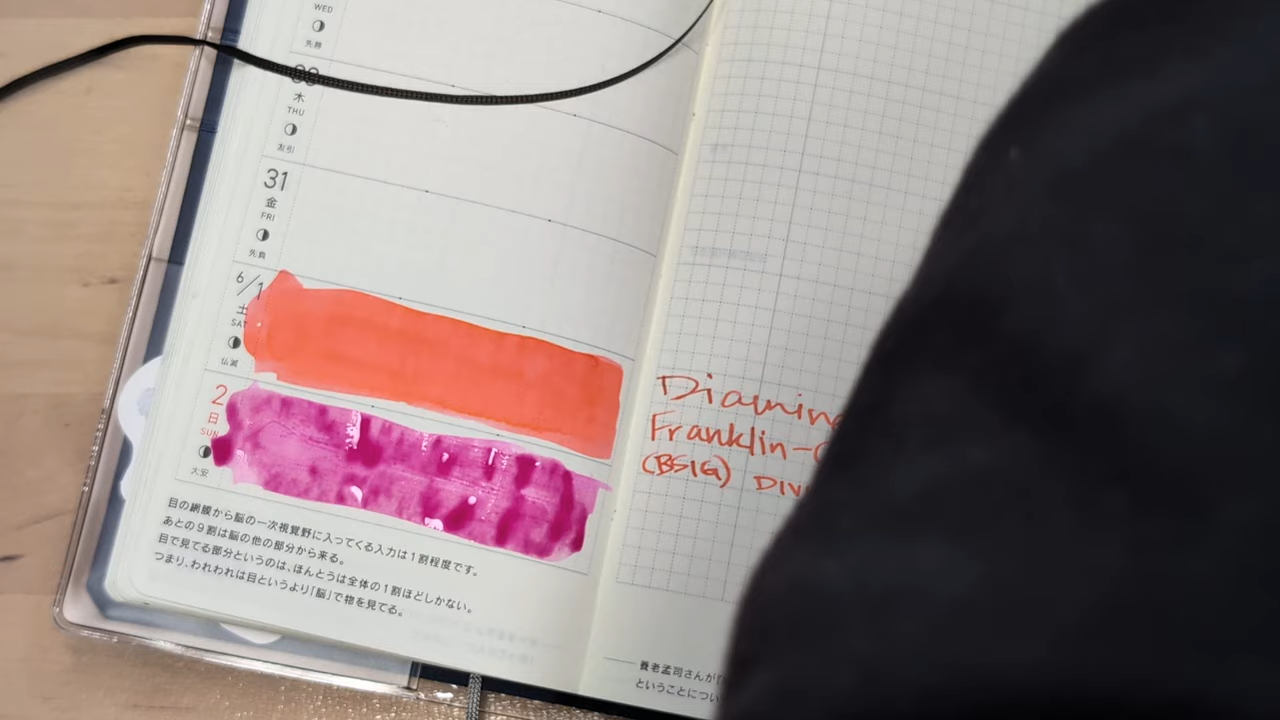 WED
先勝
30
木
THU
友引
31
金
FRI
先負
6/1
土
SAT
仏滅
2
日
SUN
大安
目の網膜から脳の一次視覚野に入ってくる入力は1割程度です。
あとの9割は脳の他の部分から来る。
目で見てる部分というのは、ほんとうは全体の1割ほどしかない。
つまり、われわれは目というより「脳」で物を見てる。
Diamine
Franklin-
(BSIG)
養老孟司さんが
ということについ